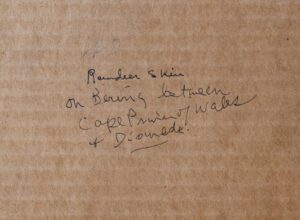 Reindeer Skin
on Bering between
Cape Prince of Wales
& Diomede.